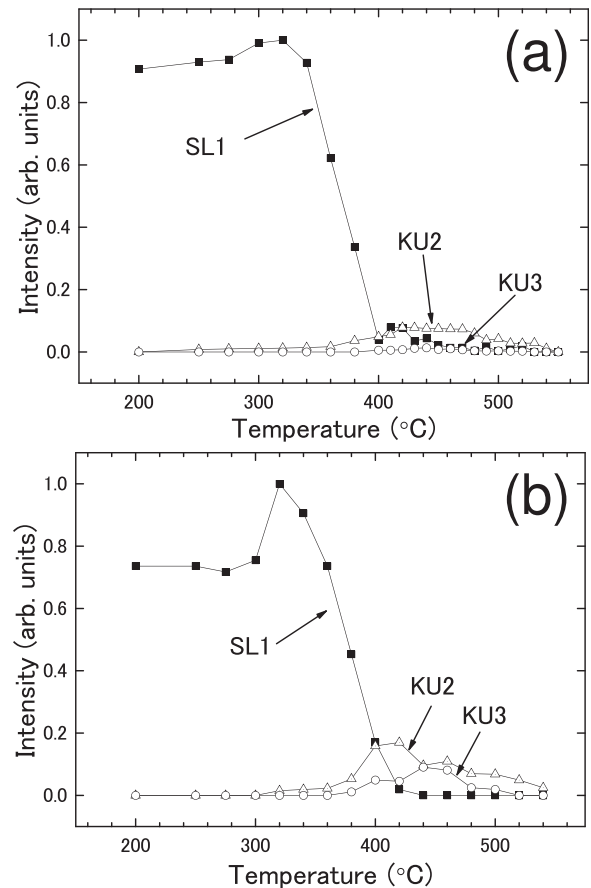 (a)
1.0
0.8
0.6
0.4
0.2
0.0
Intensity (arb. units)
SL1
KU2
KU3
200 300 400 500
Temperature (°C)
(b)
1.0
0.8
0.6
0.4
0.2
0.0
Intensity (arb. units)
SL1
KU2
KU3
200 300 400 500
Temperature (°C)